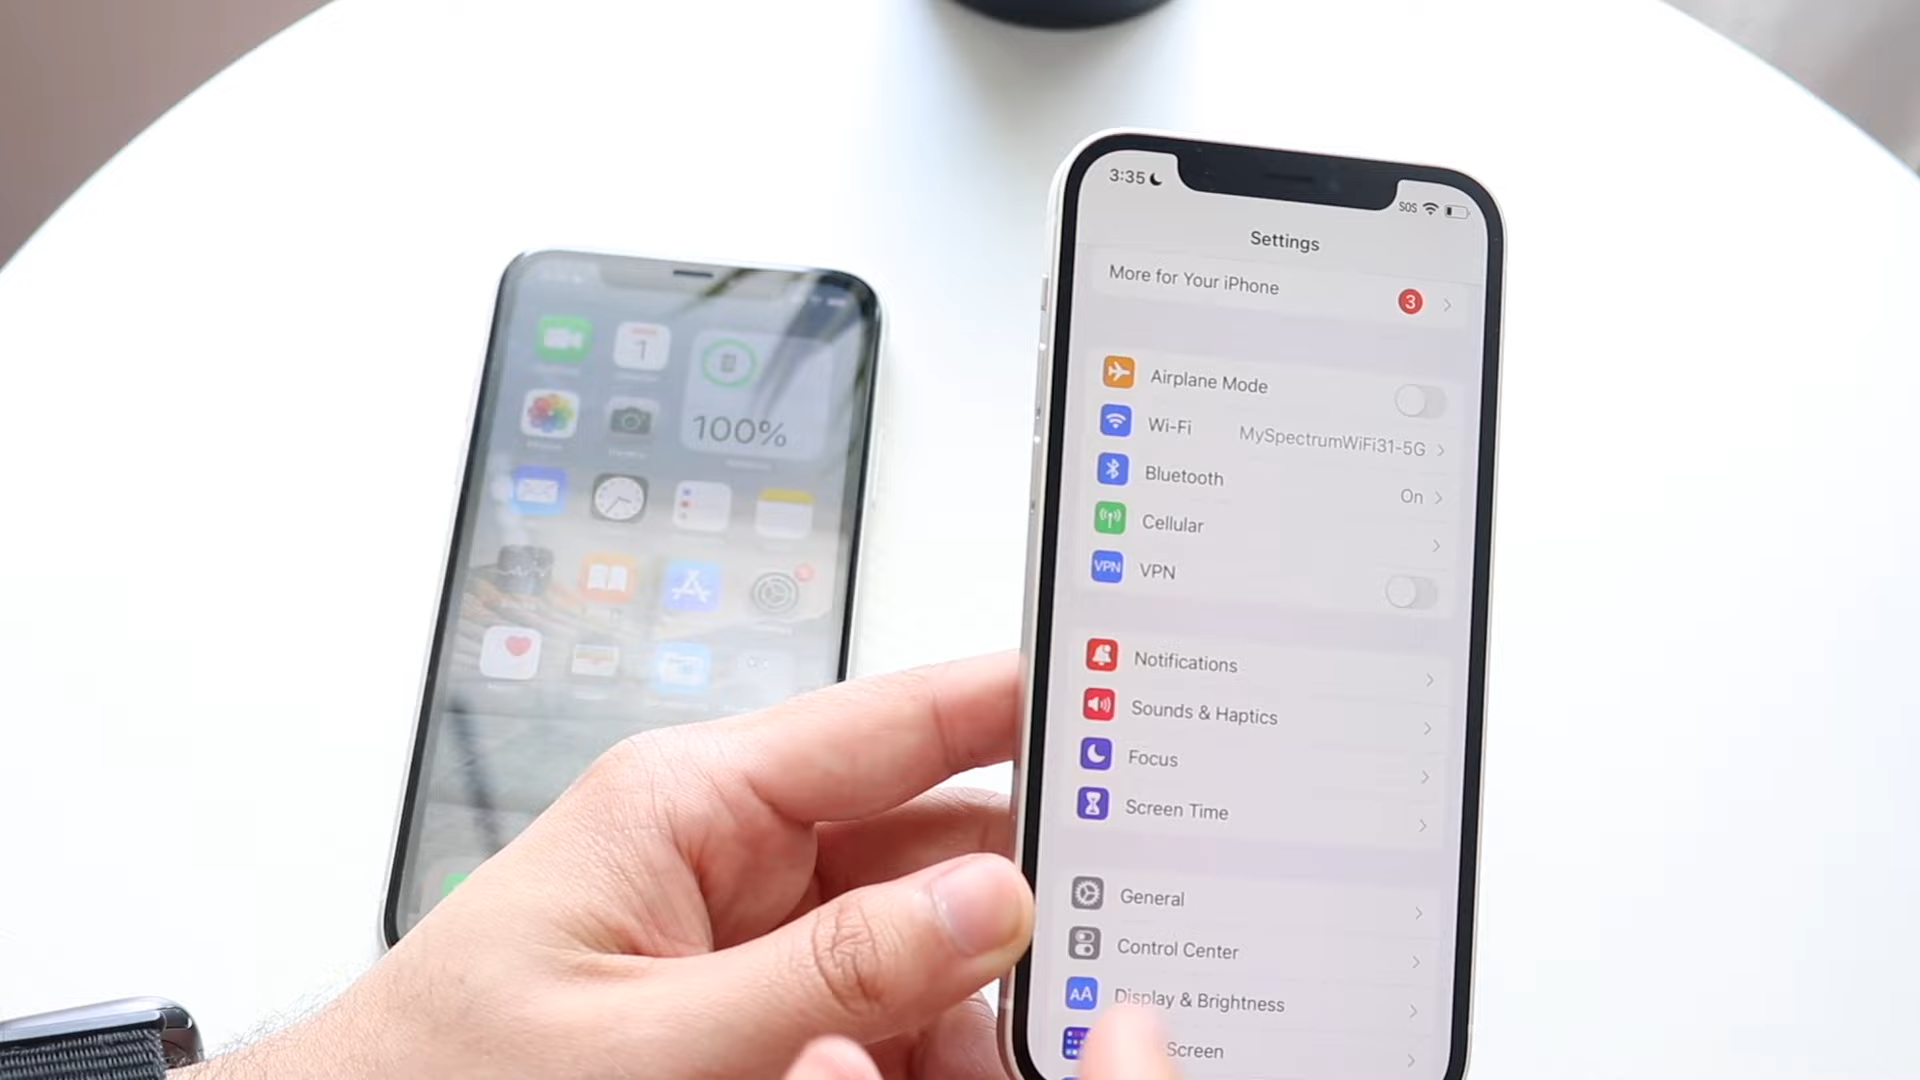 3:35
SOS
Settings
More for Your iPhone
3
Airplane Mode
Wi-Fi MySpectrumWiFi31-5G
Bluetooth On
Cellular
VPN VPN
Notifications
Sounds & Haptics
Focus
Screen Time
General
Control Center
AA Display & Brightness
Screen
1
100%